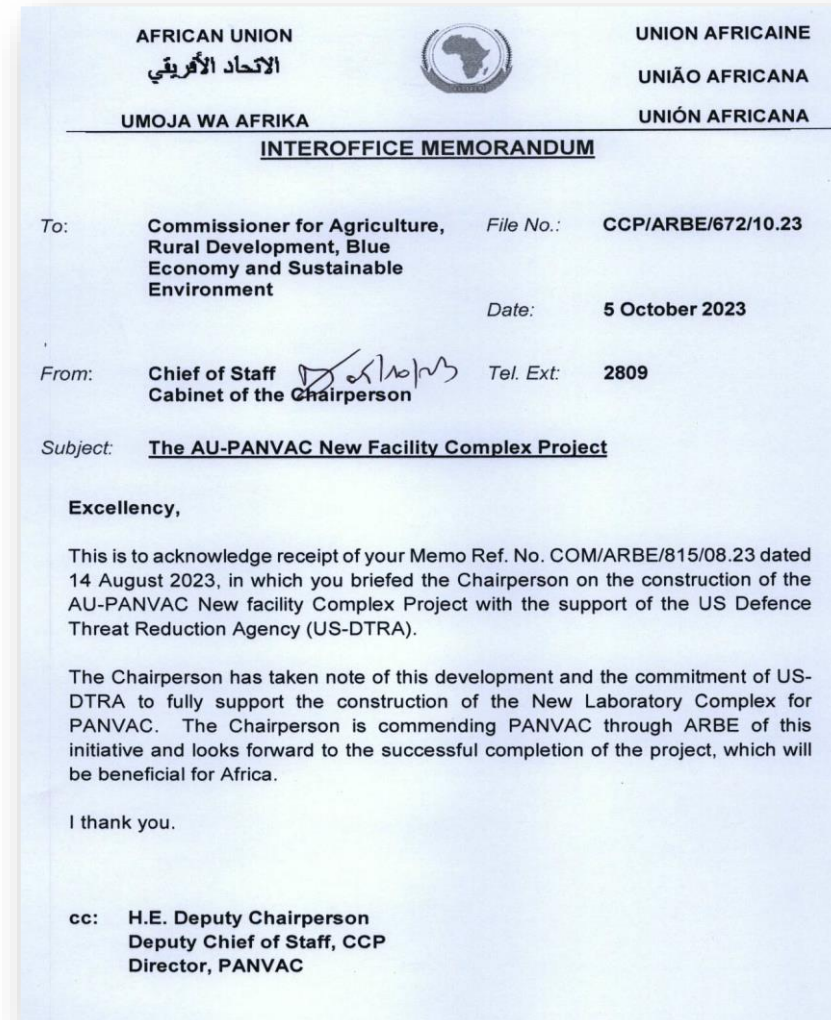 AFRICAN UNION
الاتحاد الأفريقي
UMOJA WA AFRIKA
UNION AFRICAINE
UNIÃO AFRICANA
UNIÓN AFRICANA
INTEROFFICE MEMORANDUM
To: Commissioner for Agriculture,
Rural Development, Blue
Economy and Sustainable
Environment
File No.: CCP/ARBE/672/10.23
Date: 5 October 2023
From: Chief of Staff
Cabinet of the Chairperson
Tel. Ext: 2809
Subject: The AU-PANVAC New Facility Complex Project
Excellency,
This is to acknowledge receipt of your Memo Ref. No. COM/ARBE/815/08.23 dated
14 August 2023, in which you briefed the Chairperson on the construction of the
AU-PANVAC New facility Complex Project with the support of the US Defence
Threat Reduction Agency (US-DTRA).
The Chairperson has taken note of this development and the commitment of US-
DTRA to fully support the construction of the New Laboratory Complex for
PANVAC. The Chairperson is commending PANVAC through ARBE of this
initiative and looks forward to the successful completion of the project, which will
be beneficial for Africa.
I thank you.
cc: H.E. Deputy Chairperson
Deputy Chief of Staff, CCP
Director, PANVAC